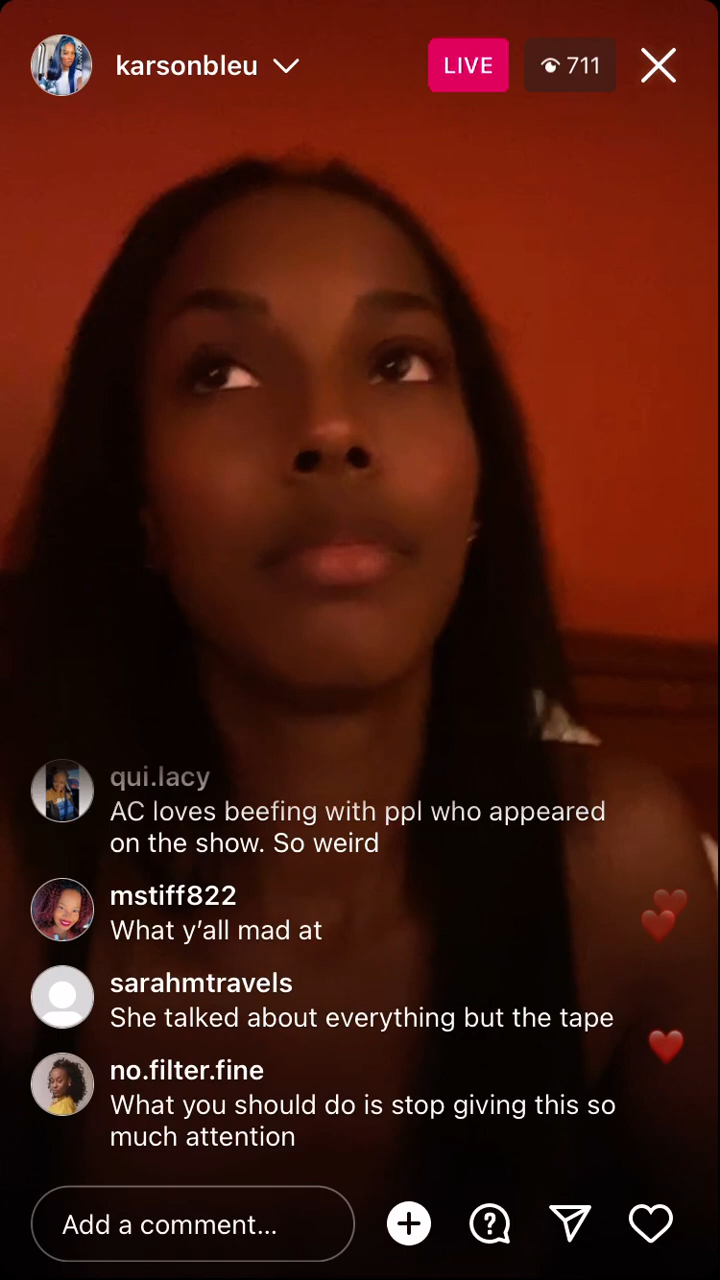 karsonbleu
LIVE
711
qui.lacy
AC loves beefing with ppl who appeared
on the show. So weird
mstiff822
What y’all mad at
sarahmtravels
She talked about everything but the tape
no.filter.fine
What you should do is stop giving this so
much attention
Add a comment...